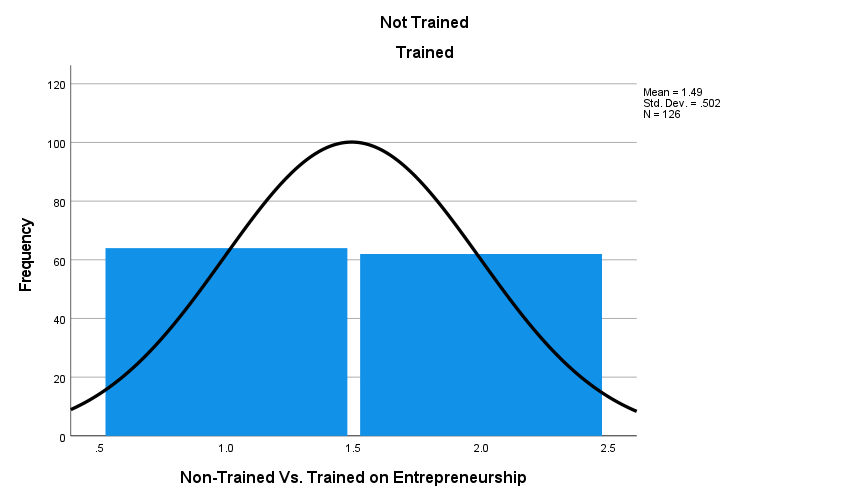 Not Trained
Trained
Mean = 1.49
Std. Dev. = .502
N = 126
120
100
80
60
40
20
0
Frequency
.5 1.0 1.5 2.0 2.5
Non-Trained Vs. Trained on Entrepreneurship